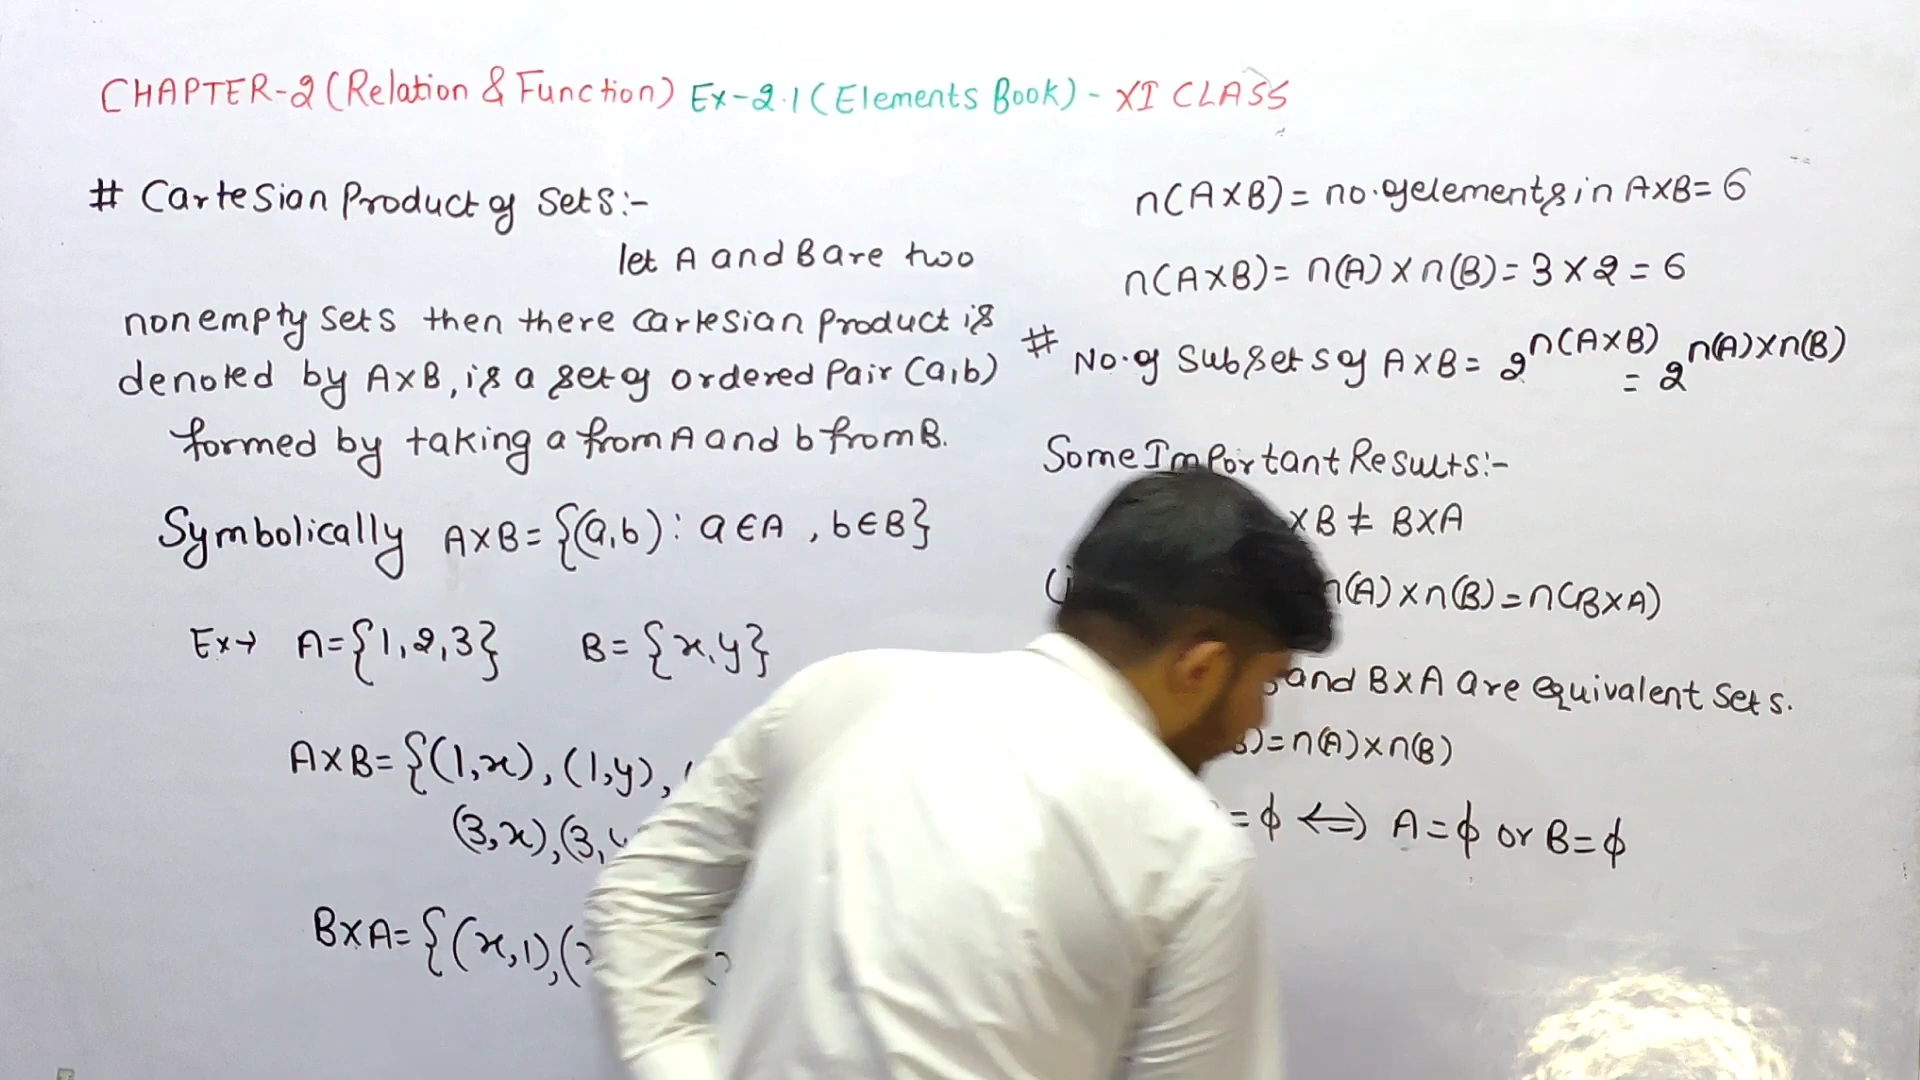 CHAPTER-2 (Relation & Function) Ex-2.1 (Elements Book) - XI CLASS
# Cartesian Product of Sets:-
let A and B are two
nonempty sets then there cartesian product is
denoted by A×B, is a set of ordered Pair (a,b)
formed by taking a from A and b from B.
Symbolically A×B = {(a,b) : a∈A , b∈B}
Ex→ A={1,2,3} B={x,y}
A×B={(1,x),(1,y),
(3,x),(3,
B×A={(x,1),(
n(A×B) = no. of elements in A×B = 6
n(A×B) = n(A) × n(B) = 3 × 2 = 6
# No. of Subsets of A×B = 2^n(A×B) = 2^n(A)×n(B)
Some Important Results:-
×B ≠ B×A
n(A)×n(B)=n(B×A)
and B×A are equivalent sets.
)=n(A)×n(B)
=ϕ ⇔ A=ϕ or B=ϕ